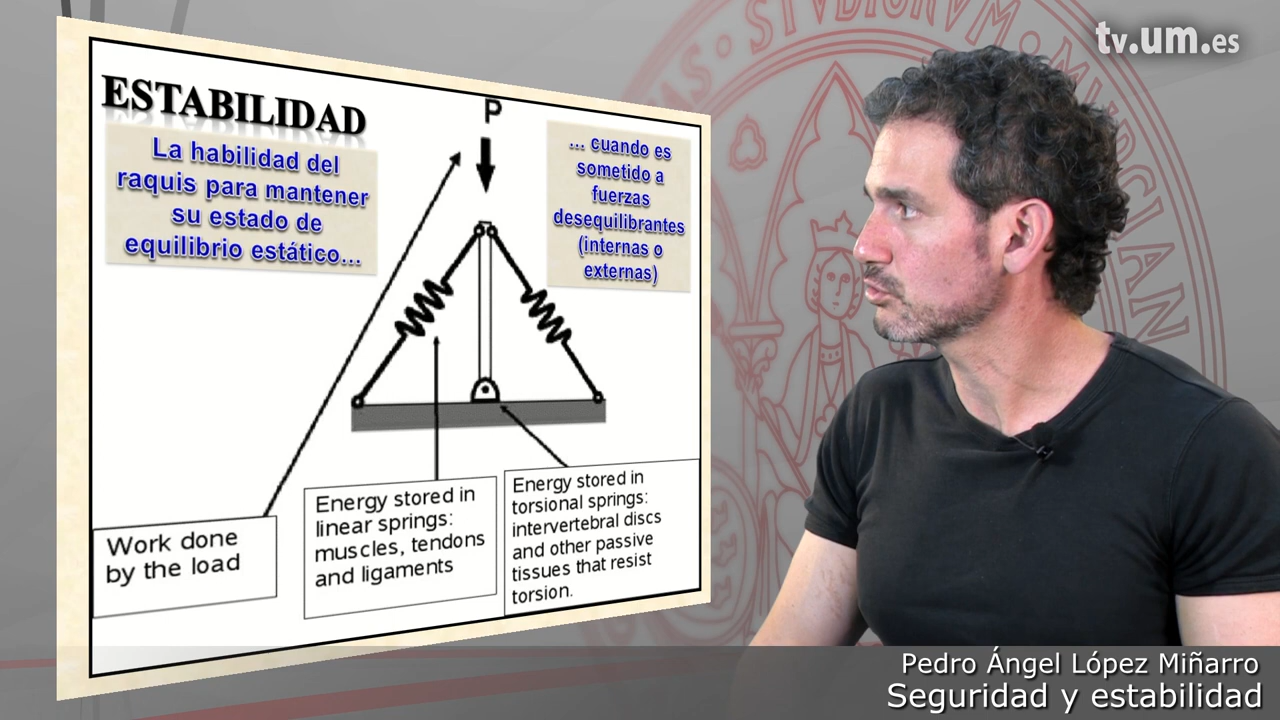 tv.um.es
STVDIORVM
MVRCIAN
ESTABILIDAD
La habilidad del
raquis para mantener
su estado de
equilibrio estático...
P
... cuando es
sometido a
fuerzas
desequilibrantes
(internas o
externas)
Work done
by the load
Energy stored in
linear springs:
muscles, tendons
and ligaments
Energy stored in
torsional springs:
intervertebral discs
and other passive
tissues that resist
torsion.
Pedro Ángel López Miñarro
Seguridad y estabilidad